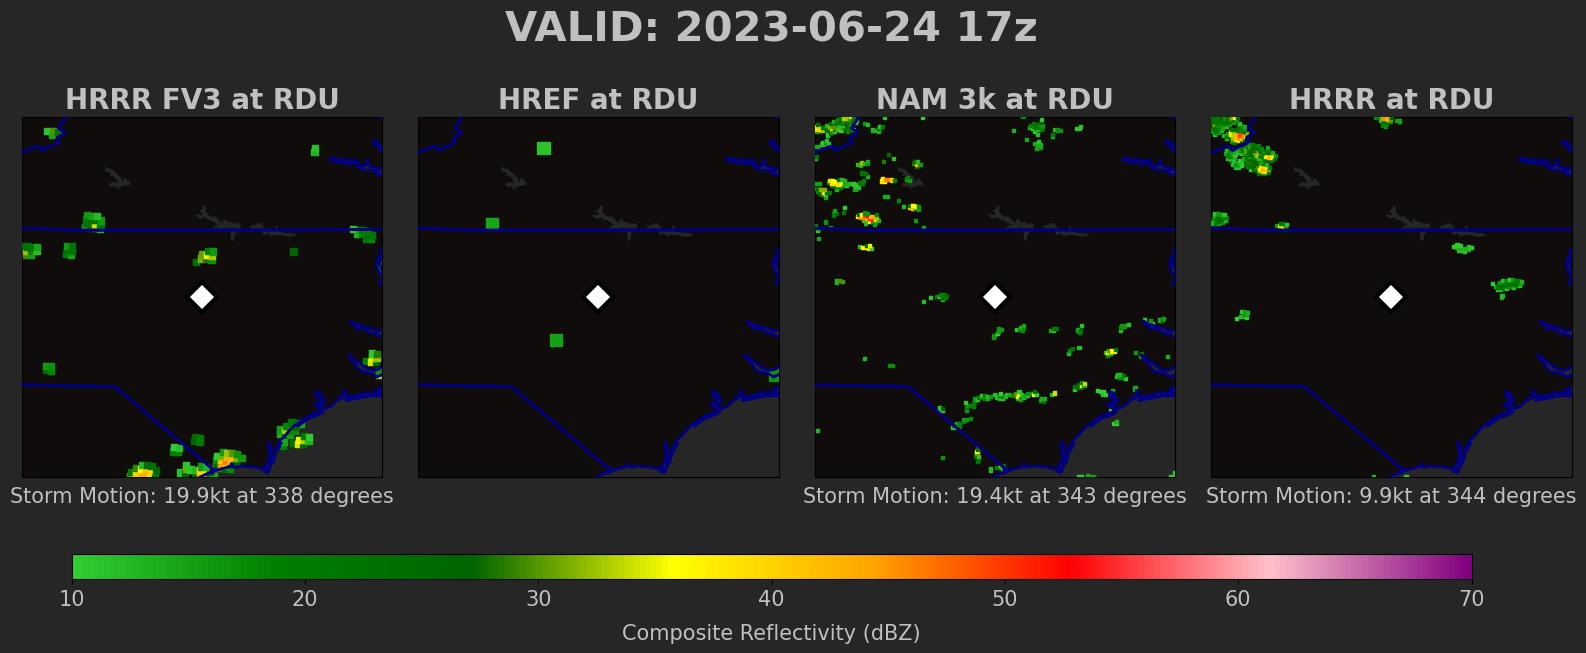 VALID: 2023-06-24 17z
HRRR FV3 at RDU
HREF at RDU
NAM 3k at RDU
HRRR at RDU
Storm Motion: 19.9kt at 338 degrees
Storm Motion: 19.4kt at 343 degrees
Storm Motion: 9.9kt at 344 degrees
10 20 30 40 50 60 70
Composite Reflectivity (dBZ)